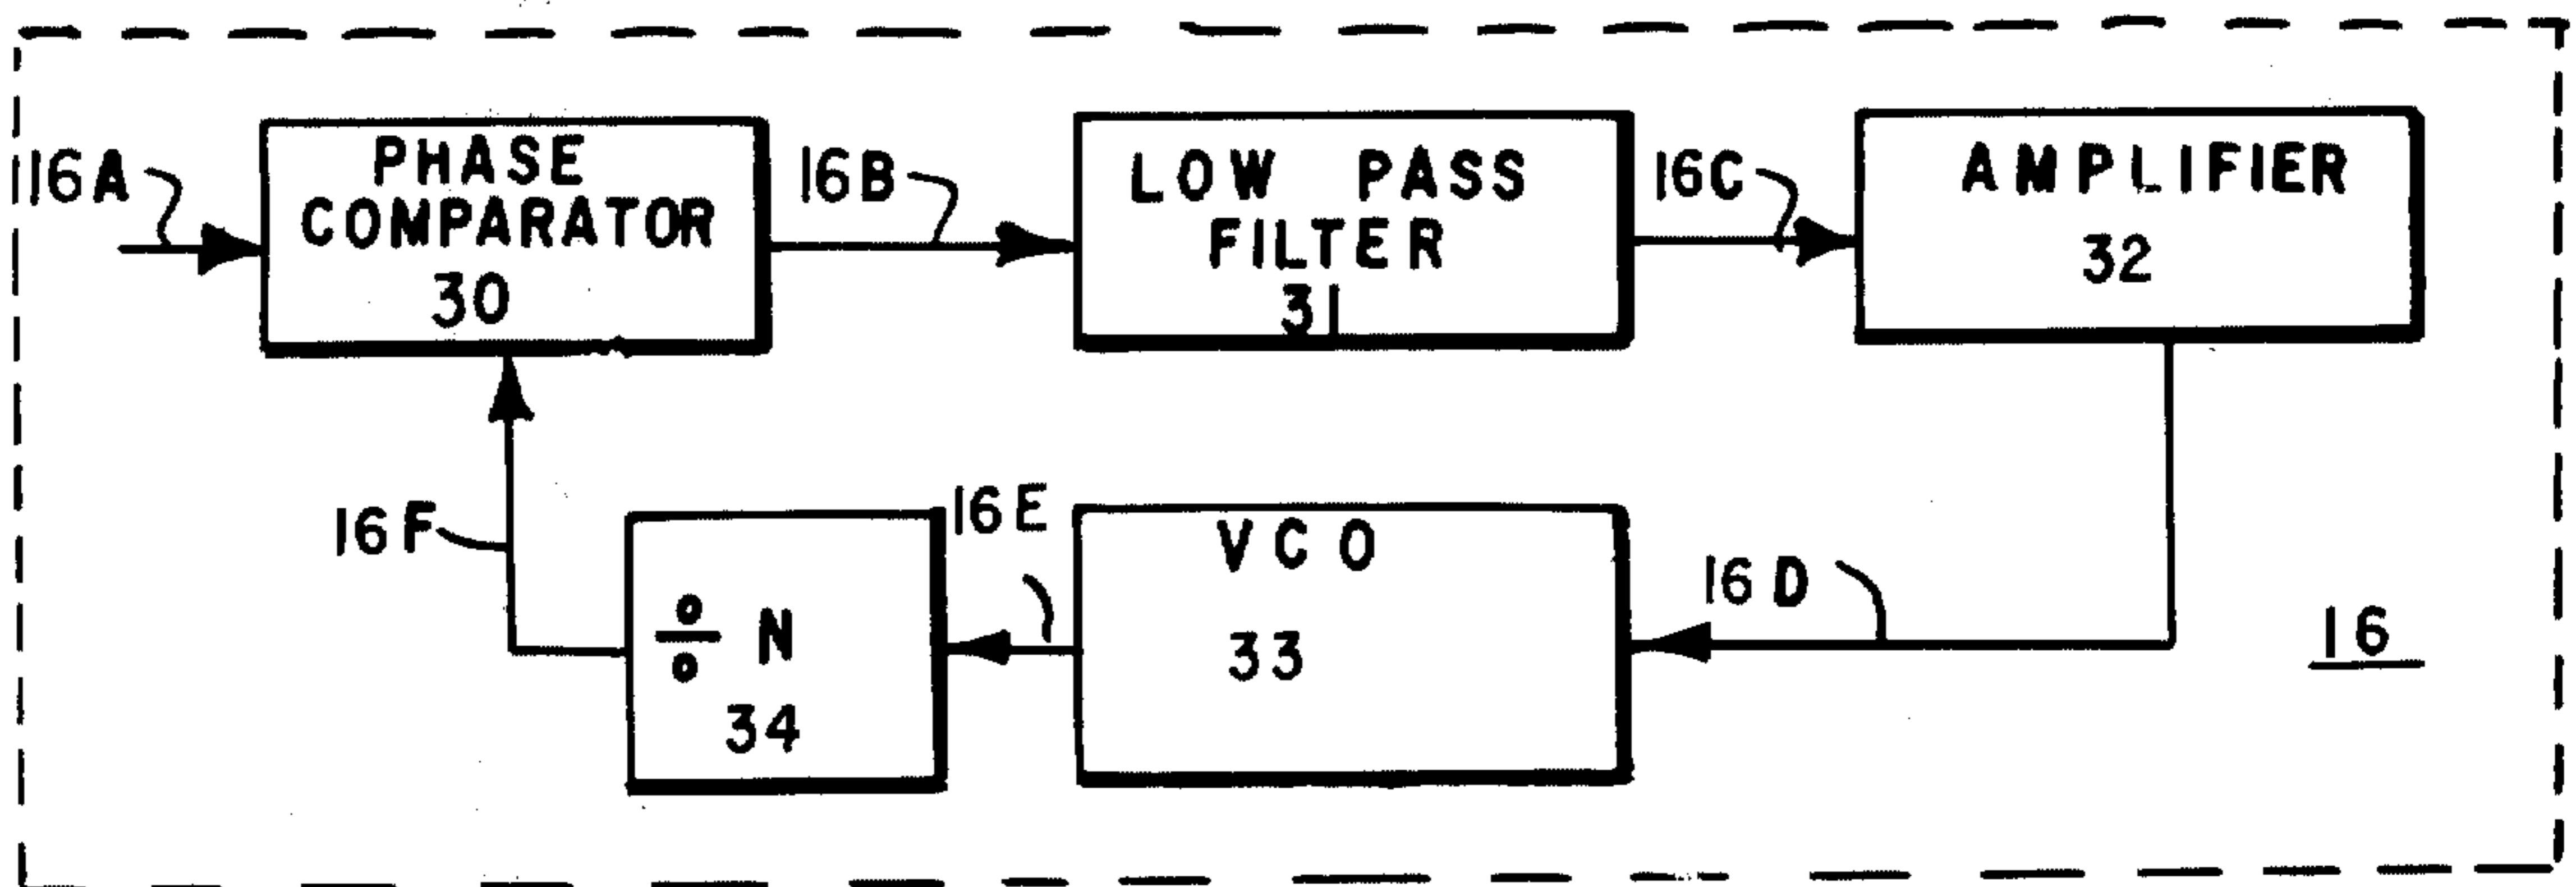 16A
PHASE
COMPARATOR
30
16B
LOW PASS
FILTER
31
16C
AMPLIFIER
32
16F
÷ N
34
16E
VCO
33
16D
16